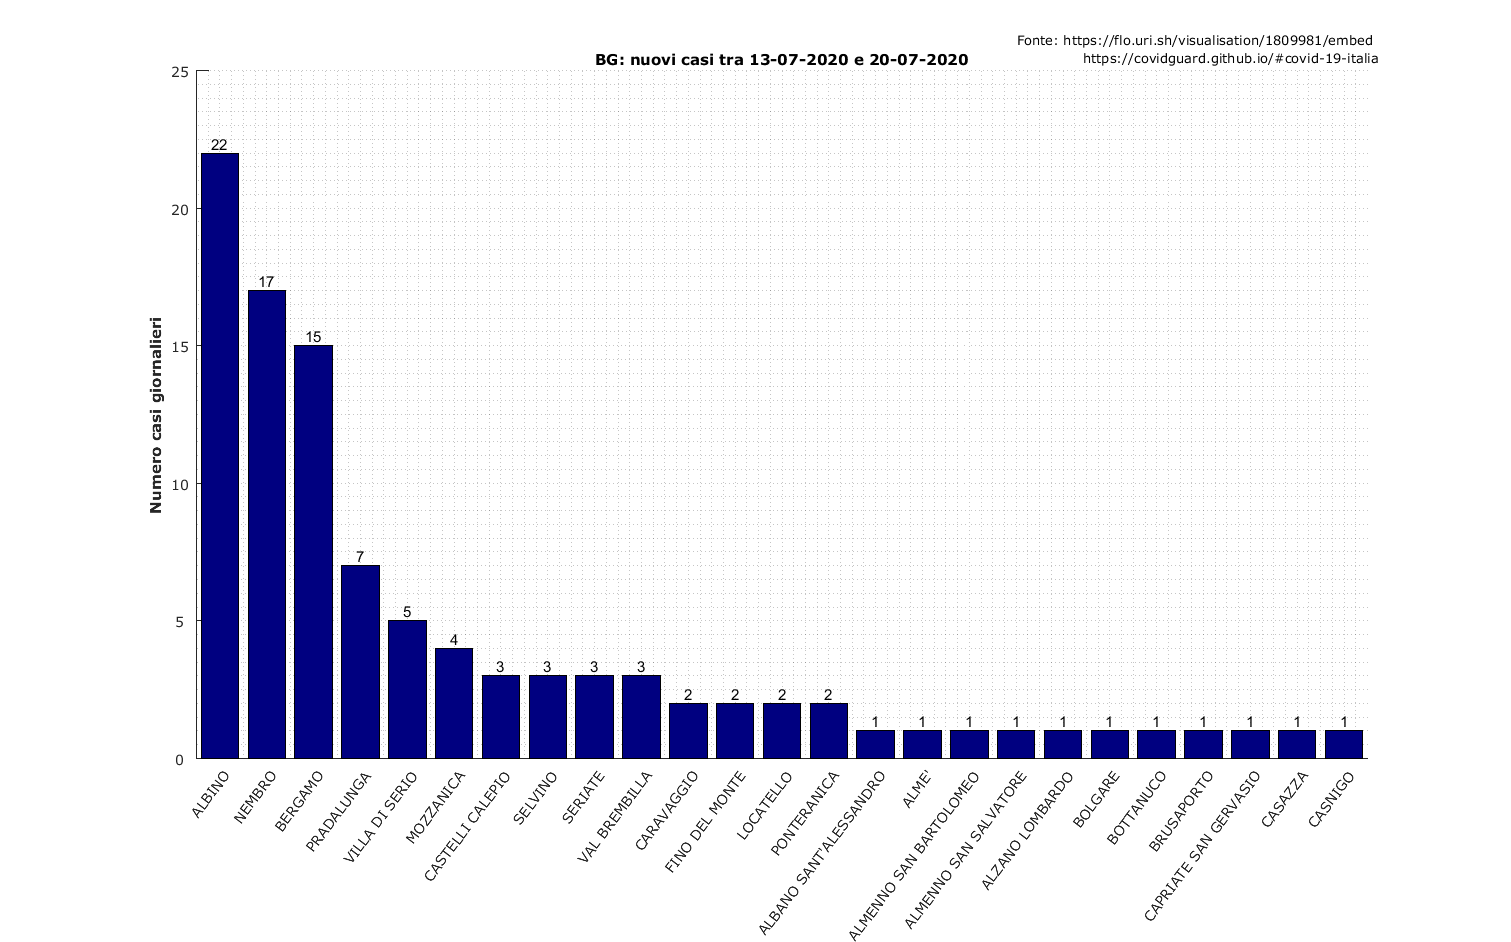 Fonte: https://flo.uri.sh/visualisation/1809981/embed
https://covidguard.github.io/#covid-19-italia
BG: nuovi casi tra 13-07-2020 e 20-07-2020
Numero casi giornalieri
25
20
15
10
5
0
22
17
15
7
5
4
3
3
3
3
2
2
2
2
1
1
1
1
1
1
1
1
1
1
1
ALBINO
NEMBRO
BERGAMO
PRADALUNGA
VILLA DI SERIO
MOZZANICA
CASTELLI CALEPIO
SELVINO
SERIATE
VAL BREMBILLA
CARAVAGGIO
FINO DEL MONTE
LOCATELLO
PONTERANICA
ALBANO SANT'ALESSANDRO
ALME'
ALMENNO SAN BARTOLOMEO
ALMENNO SAN SALVATORE
ALZANO LOMBARDO
BOLGARE
BOTTANUCO
BRUSAPORTO
CAPRIATE SAN GERVASIO
CASAZZA
CASNIGO